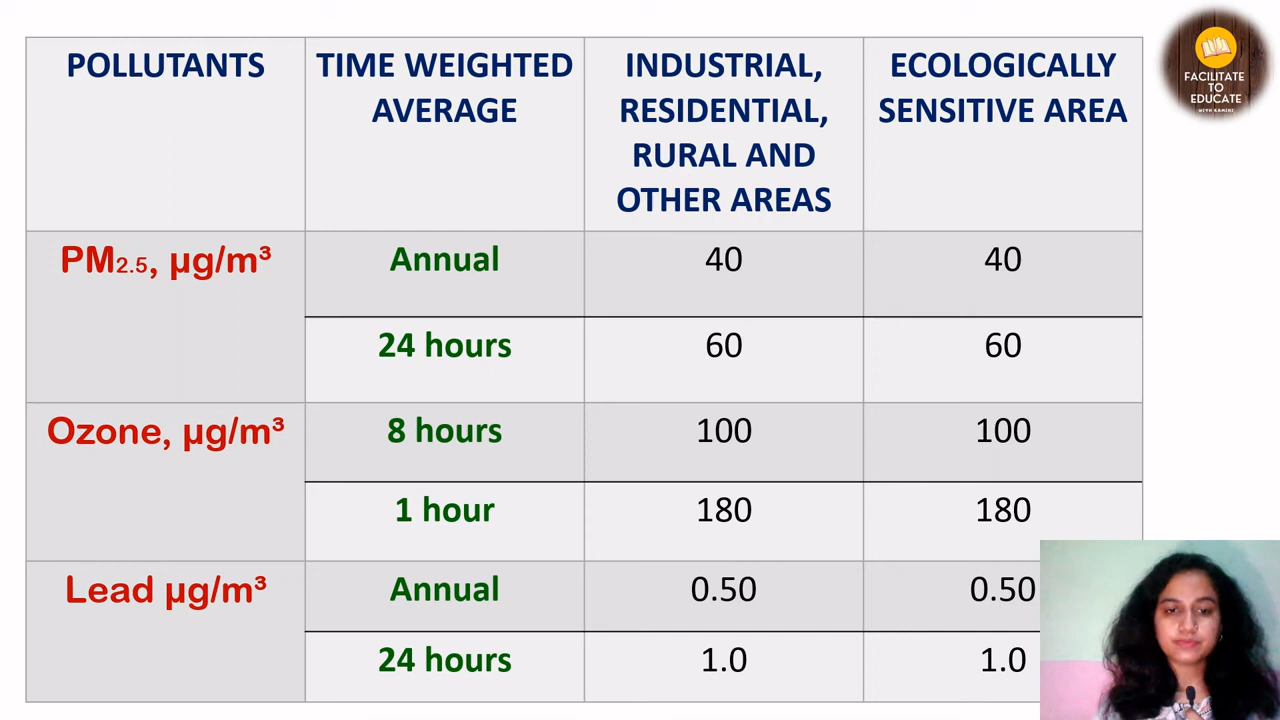 POLLUTANTS
TIME WEIGHTED
AVERAGE
INDUSTRIAL,
RESIDENTIAL,
RURAL AND
OTHER AREAS
ECOLOGICALLY
SENSITIVE AREA
FACILITATE
TO
EDUCATE
WITH KAMINI.
PM2.5, µg/m³
Annual
40
40
24 hours
60
60
Ozone, µg/m³
8 hours
100
100
1 hour
180
180
Lead µg/m³
Annual
0.50
0.50
24 hours
1.0
1.0